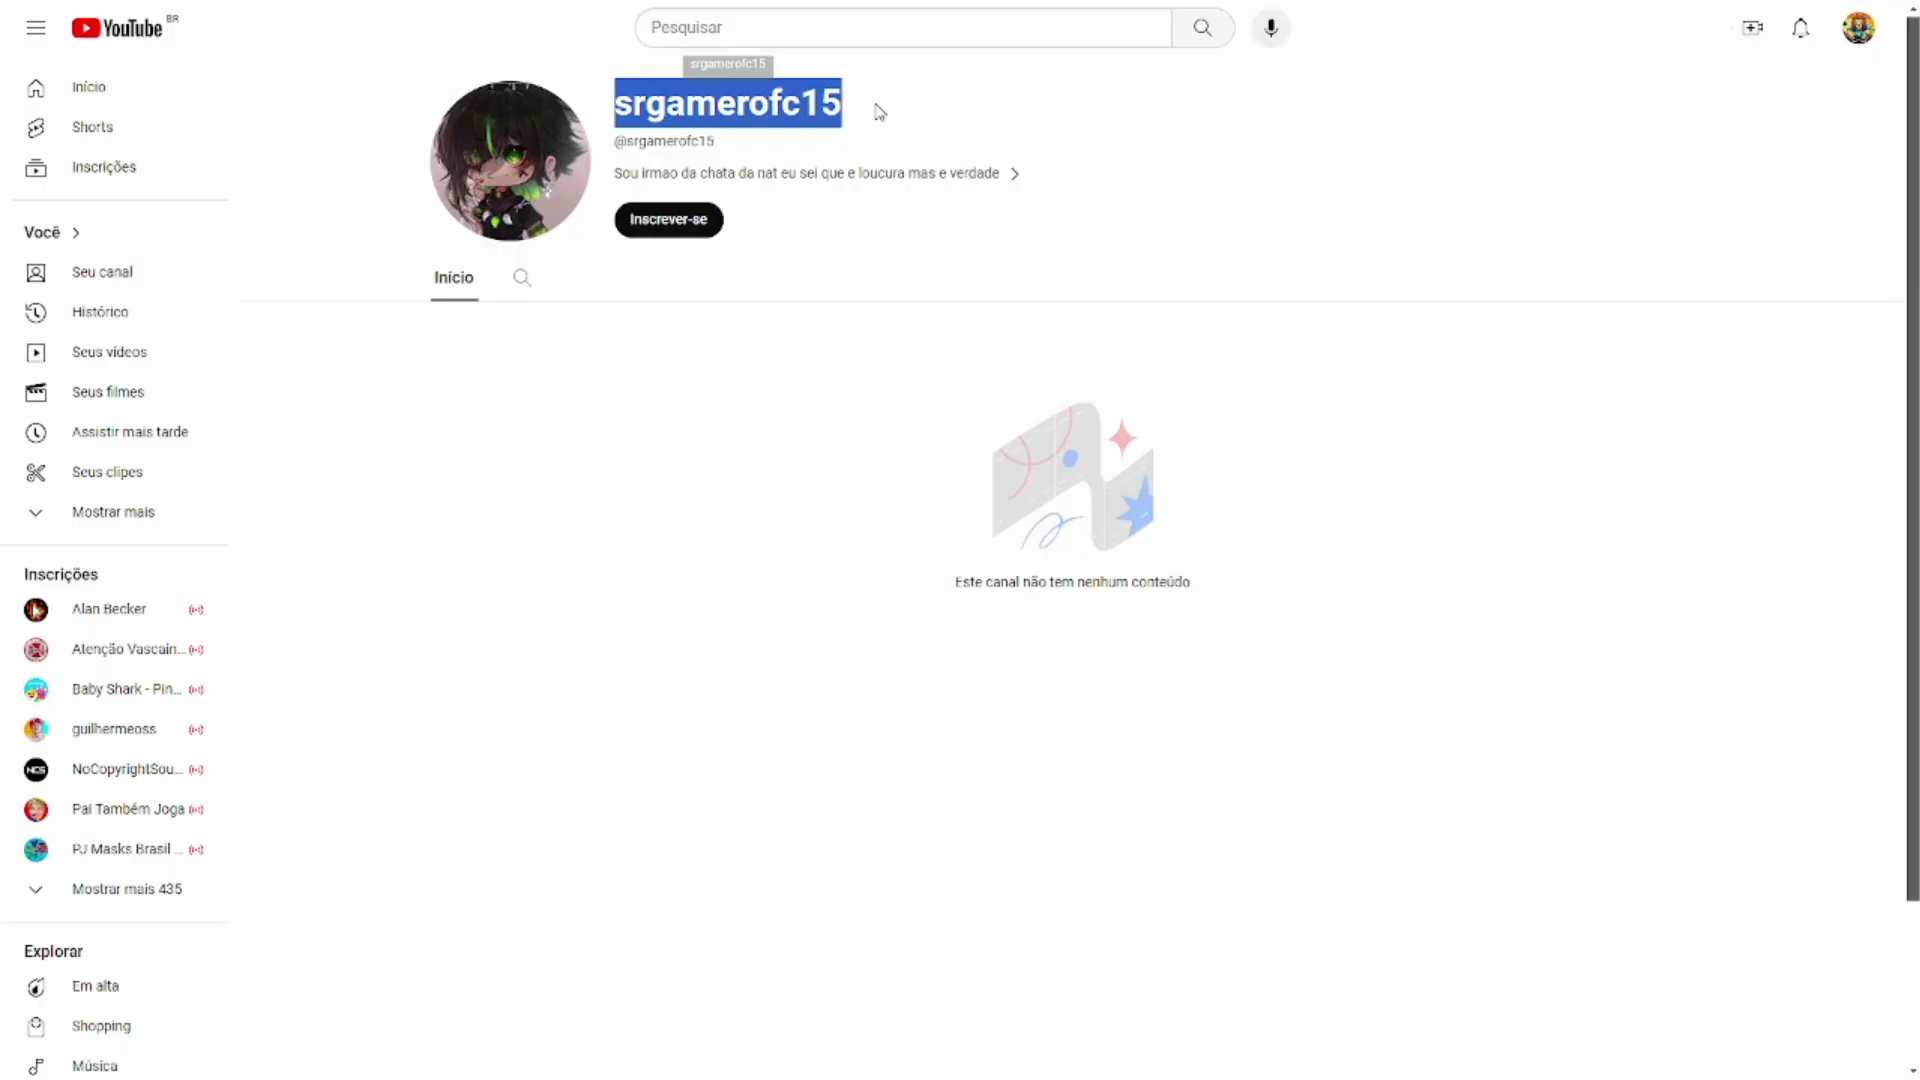 YouTube BR
Pesquisar
srgamerofc15
srgamerofc15
@srgamerofc15
Sou irmao da chata da nat eu sei que e loucura mas e verdade
Inscrever-se
Início
Início
Shorts
Inscrições
Você
Seu canal
Histórico
Seus vídeos
Seus filmes
Assistir mais tarde
Seus clipes
Mostrar mais
Este canal não tem nenhum conteúdo
Inscrições
Alan Becker
Atenção Vascain...
Baby Shark - Pin...
guilhermeoss
NCS
NoCopyrightSou...
Pai Também Joga
PJ Masks Brasil ...
Mostrar mais 435
Explorar
Em alta
Shopping
Música